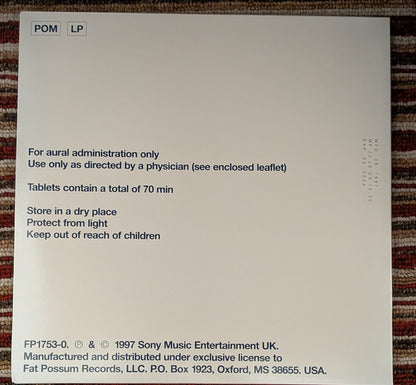 POM LP
For aural administration only
Use only as directed by a physician (see enclosed leaflet)
Tablets contain a total of 70 min
Store in a dry place
Protect from light
Keep out of reach of children
FP1753-0. ℗ & © 1997 Sony Music Entertainment UK.
Manufactured and distributed under exclusive license to
Fat Possum Records, LLC. P.O. Box 1923, Oxford, MS 38655. USA.